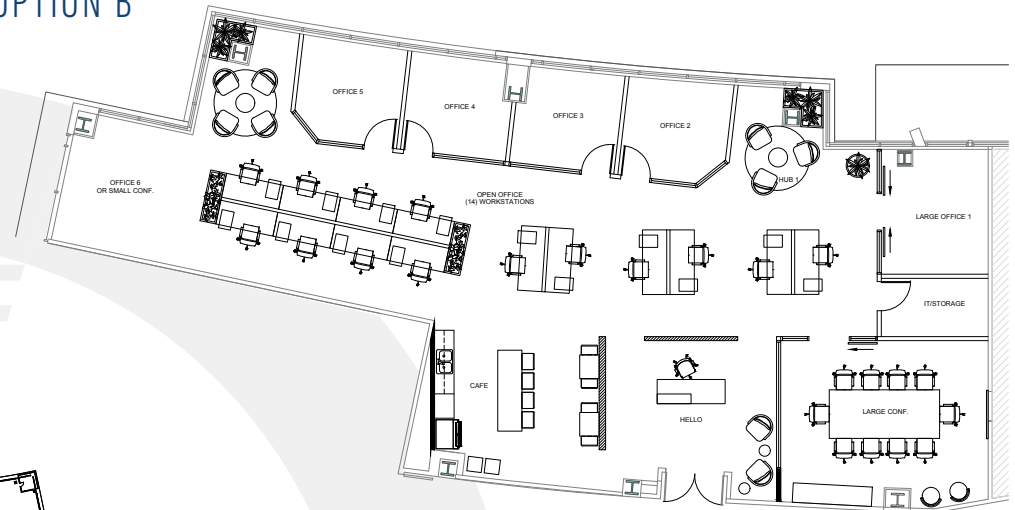 OPTION B
OFFICE 5
OFFICE 4
OFFICE 3
OFFICE 2
OFFICE 6
OR SMALL CONF.
OPEN OFFICE
(14) WORKSTATIONS
HUB 1
LARGE OFFICE 1
IT/STORAGE
CAFE
HELLO
LARGE CONF.